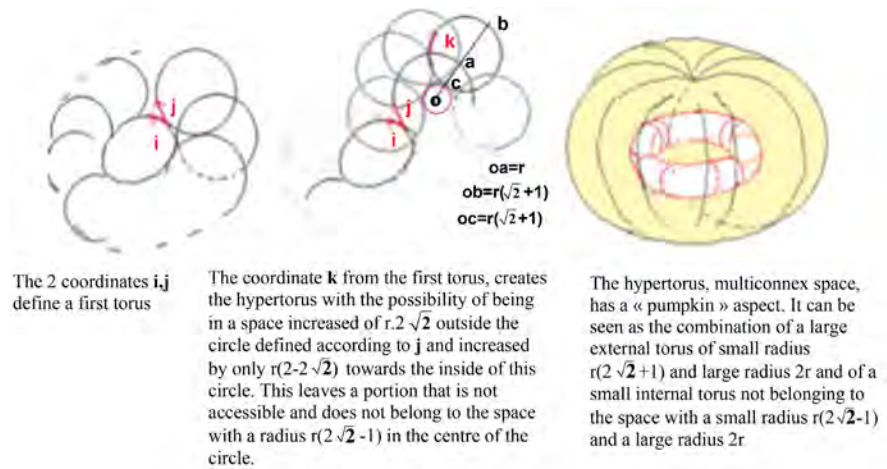 b
k
a
c
o
j
i
j
i
oa=r
ob=r(√2+1)
oc=r(√2+1)
The 2 coordinates i,j
define a first torus
The coordinate k from the first torus, creates
the hypertorus with the possibility of being
in a space increased of r.2 √2 outside the
circle defined according to j and increased
by only r(2-2 √2) towards the inside of this
circle. This leaves a portion that is not
accessible and does not belong to the space
with a radius r(2√2 -1) in the centre of the
circle.
The hypertorus, multiconnex space,
has a « pumpkin » aspect. It can be
seen as the combination of a large
external torus of small radius
r(2 √2+1) and large radius 2r and of a
small internal torus not belonging to
the space with a small radius r(2√2-1)
and a large radius 2r